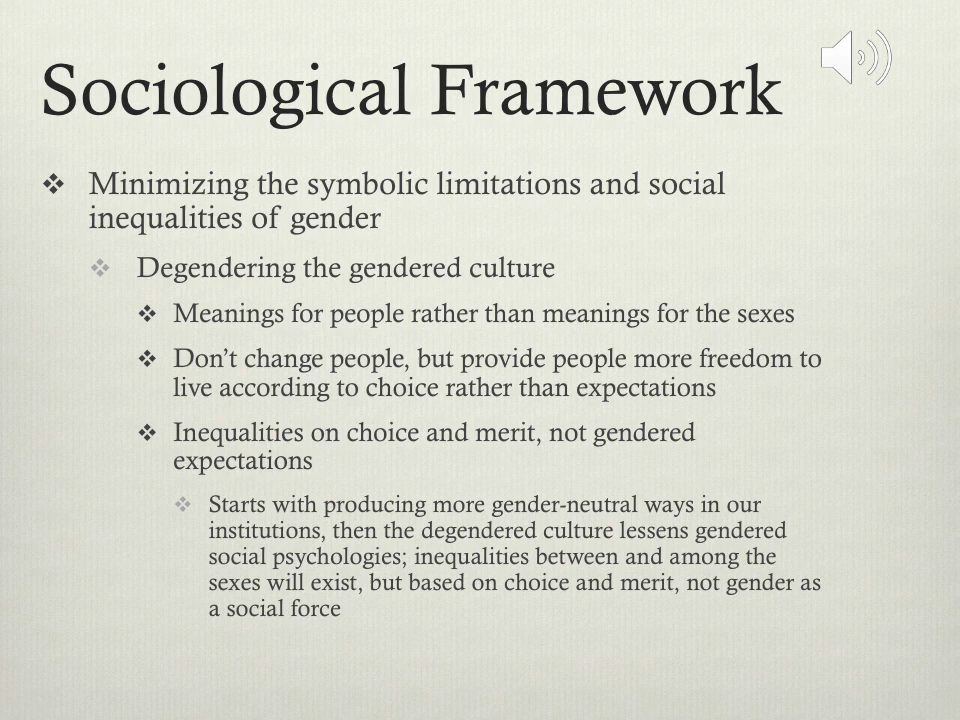 Sociological Framework
Minimizing the symbolic limitations and social
inequalities of gender
Degendering the gendered culture
Meanings for people rather than meanings for the sexes
Don’t change people, but provide people more freedom to
live according to choice rather than expectations
Inequalities on choice and merit, not gendered
expectations
Starts with producing more gender-neutral ways in our
institutions, then the degendered culture lessens gendered
social psychologies; inequalities between and among the
sexes will exist, but based on choice and merit, not gender as
a social force